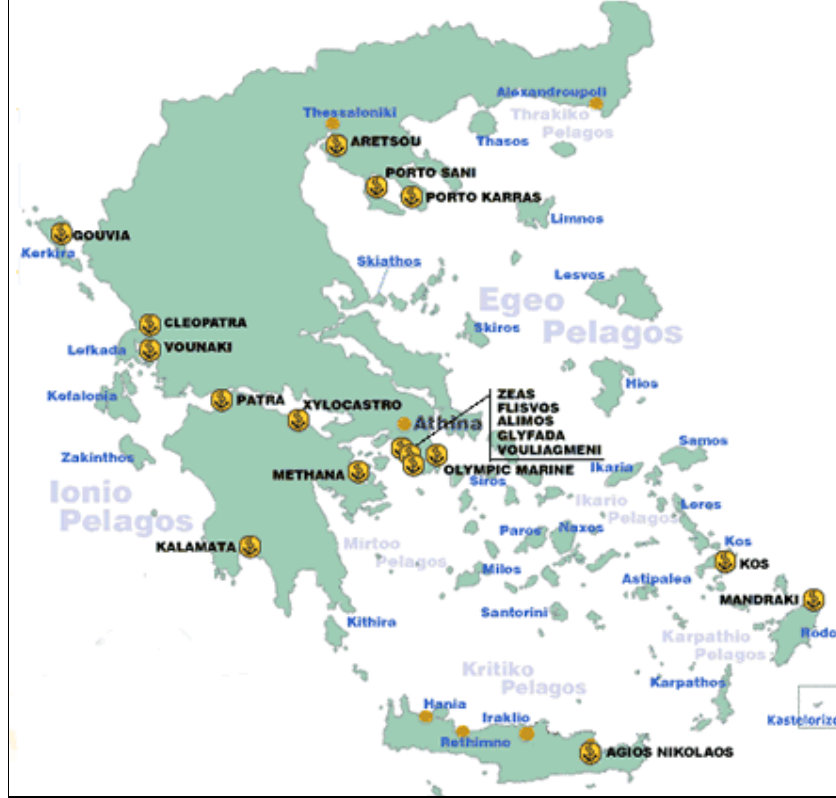 Alexandroupoli
Thessaloniki
Thrakiko
Pelagos
ARETSOU
Thasos
PORTO SANI
PORTO KARRAS
Limnos
GOUVIA
Kerkira
Skiathos
Lesvos
Egeo
Pelagos
CLEOPATRA
Skiros
VOUNAKI
Lefkada
Hios
Kefalonia
PATRA
XYLOCASTRO
ZEAS
FLISVOS
ALIMOS
GLYFADA
VOULIAGMENI
Athina
Samos
Zakinthos
METHANA
OLYMPIC MARINE
Ikaria
Siros
Ionio
Pelagos
Ikario
Pelagos
Leros
Paros
Naxos
KALAMATA
Mirtoo
Pelagos
Kos
KOS
Milos
Astipalea
MANDRAKI
Santorini
Kithira
Rodo
Karpathio
Pelagos
Kritiko
Pelagos
Karpathos
Hania
Iraklio
Kasteloriz
Rethimno
AGIOS NIKOLAOS